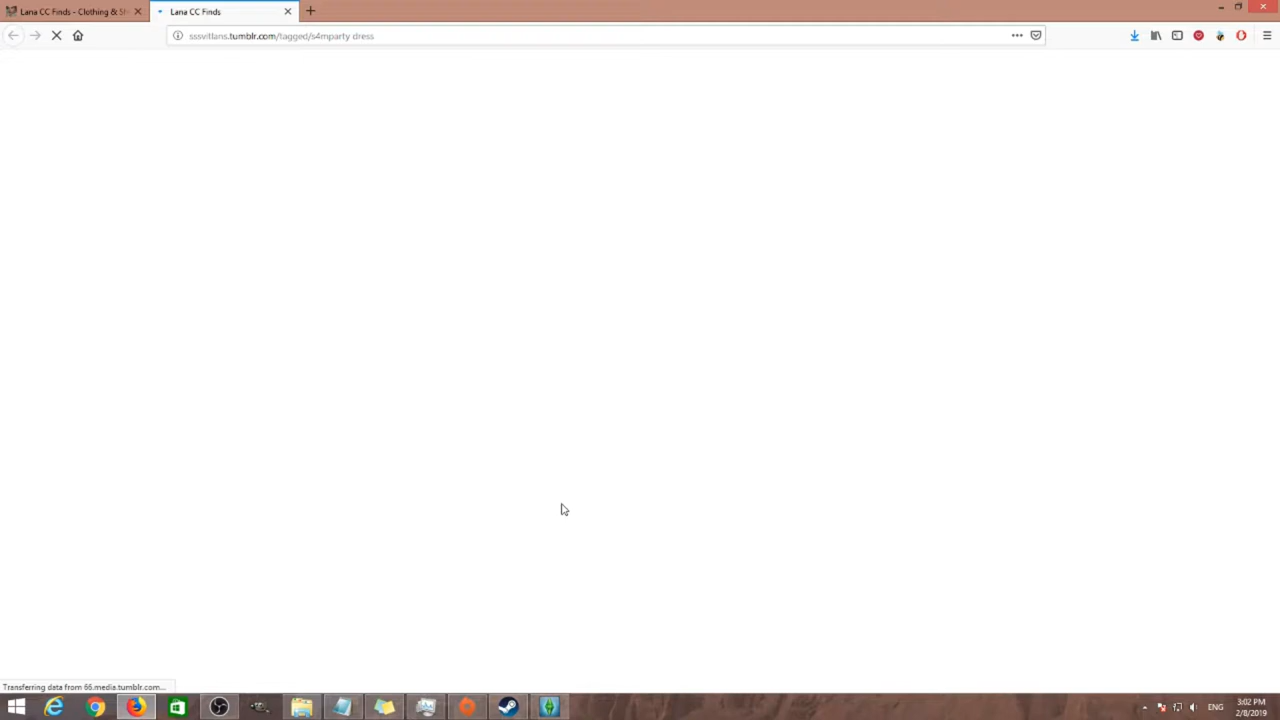 Lana CC Finds - Clothing & Sh
Lana CC Finds
sssvitlans.tumblr.com/tagged/s4mparty dress
Transferring data from 66.media.tumblr.com...
ENG
3:02 PM
2/8/2019